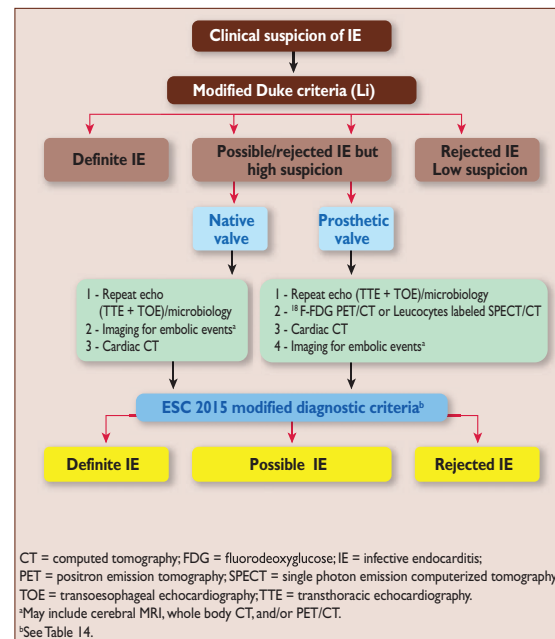 Clinical suspicion of IE
Modified Duke criteria (Li)
Definite IE
Possible/rejected IE but
high suspicion
Rejected IE
Low suspicion
Native
valve
Prosthetic
valve
1 - Repeat echo
(TTE + TOE)/microbiology
2 - Imaging for embolic eventsᵃ
3 - Cardiac CT
1 - Repeat echo (TTE + TOE)/microbiology
2 - ¹⁸ F-FDG PET/CT or Leucocytes labeled SPECT/CT
3 - Cardiac CT
4 - Imaging for embolic eventsᵃ
ESC 2015 modified diagnostic criteriaᵇ
Definite IE
Possible IE
Rejected IE
CT = computed tomography; FDG = fluorodeoxyglucose; IE = infective endocarditis;
PET = positron emission tomography; SPECT = single photon emission computerized tomography
TOE = transoesophageal echocardiography; TTE = transthoracic echocardiography.
ᵃMay include cerebral MRI, whole body CT, and/or PET/CT.
ᵇSee Table 14.